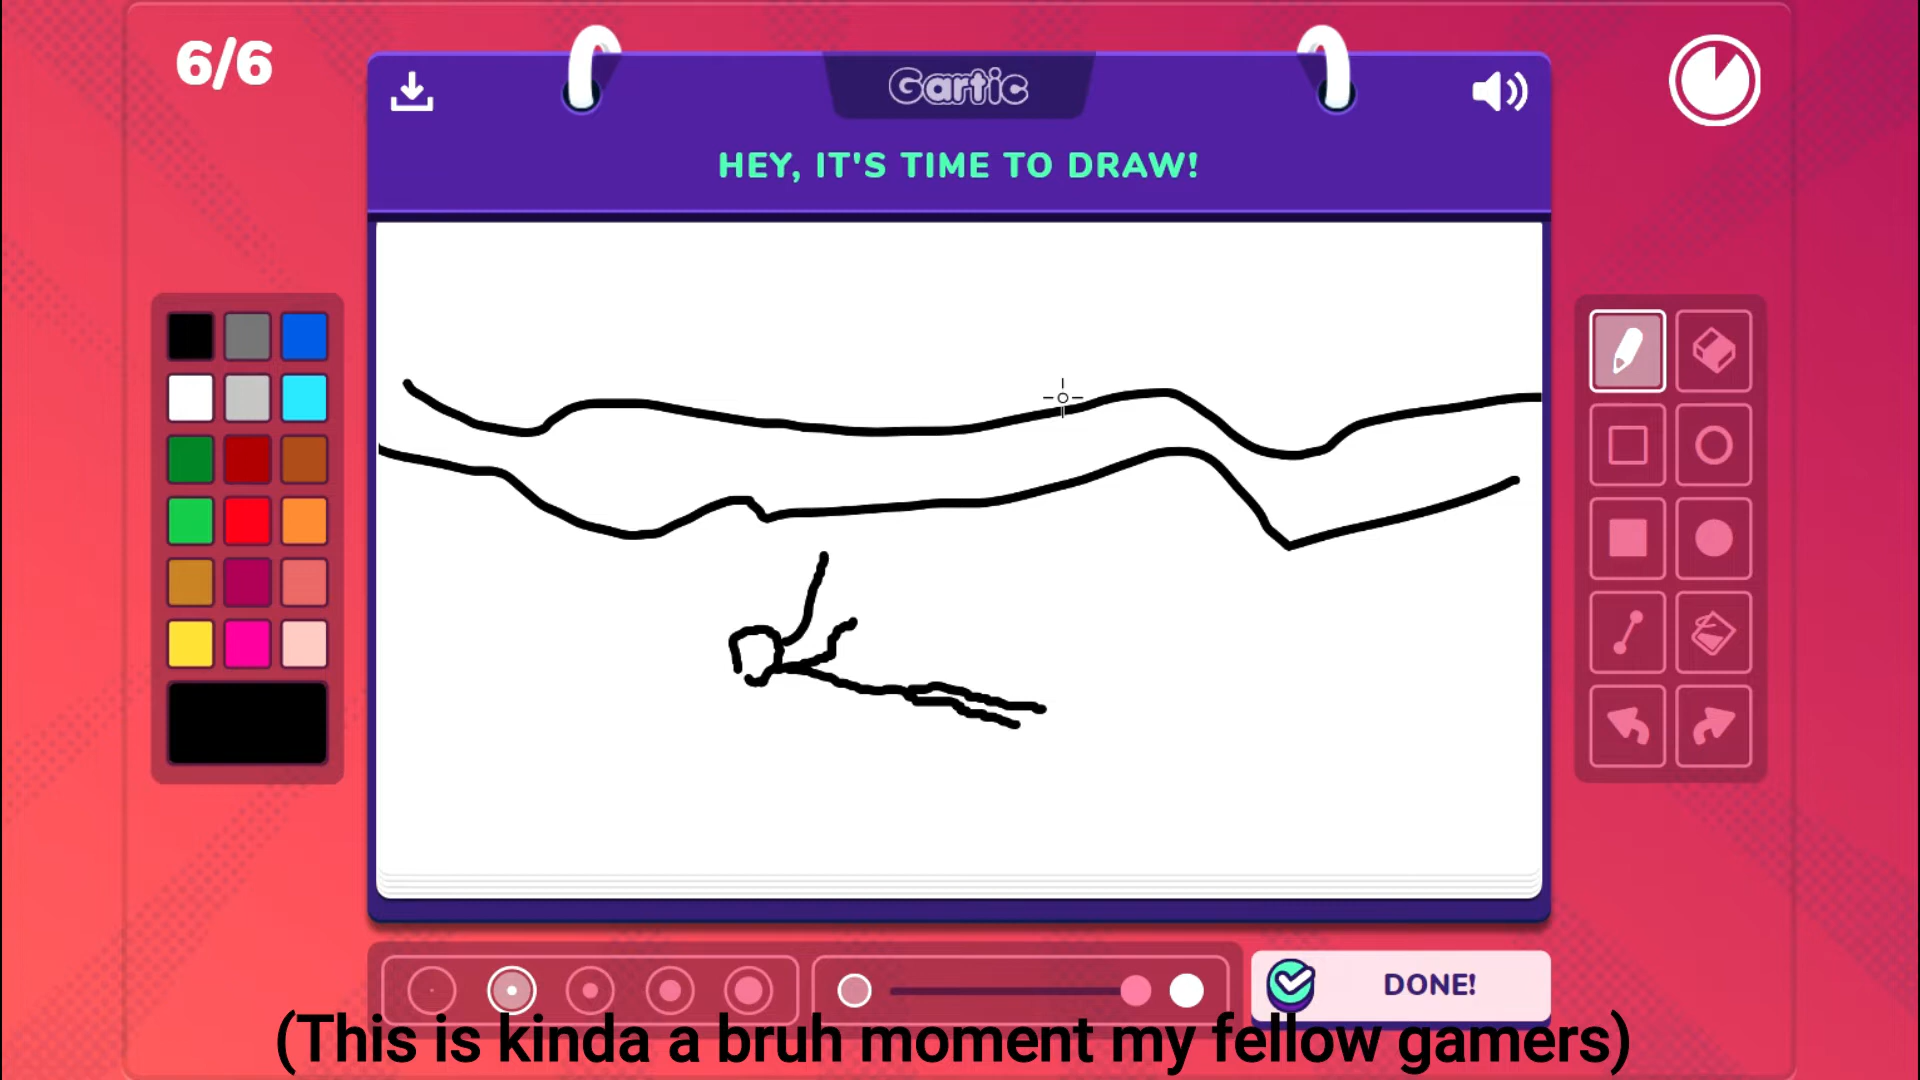 6/6
Gartic
HEY, IT'S TIME TO DRAW!
DONE!
(This is kinda a bruh moment my fellow gamers)